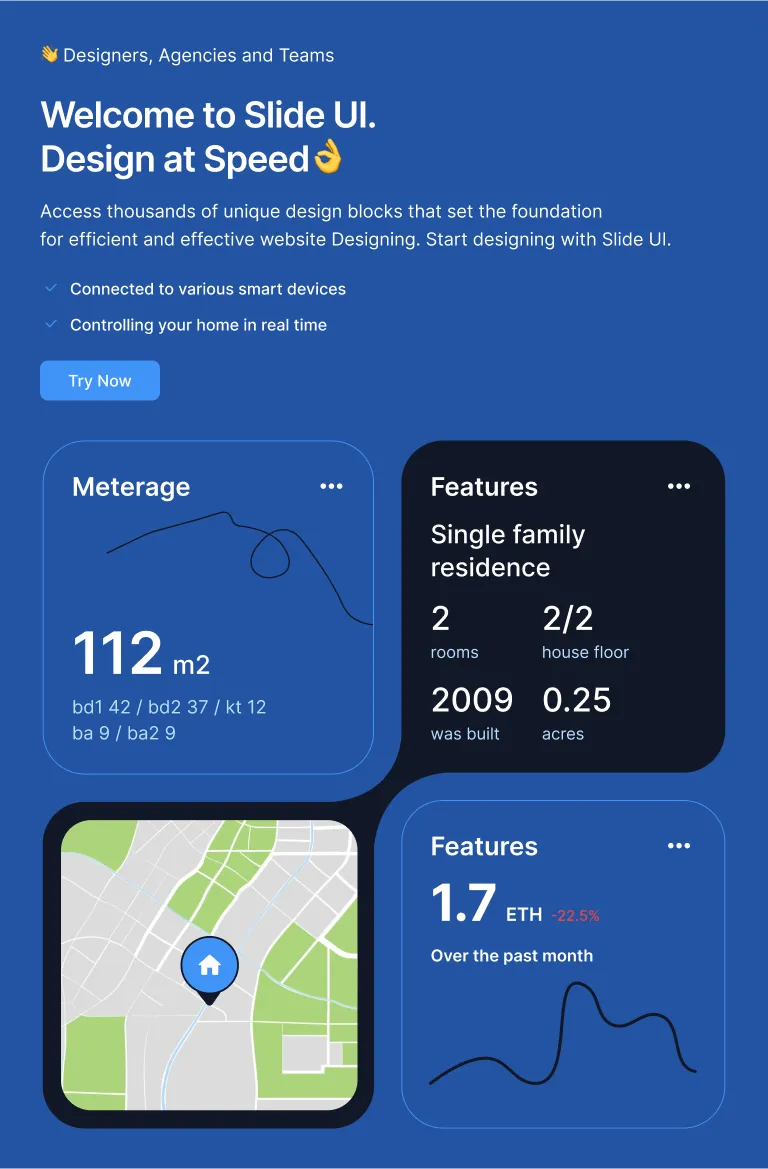 👋 Designers, Agencies and Teams
Welcome to Slide UI.
Design at Speed👌
Access thousands of unique design blocks that set the foundation
for efficient and effective website Designing. Start designing with Slide UI.
Connected to various smart devices
Controlling your home in real time
Try Now
Meterage
112 m2
bd1 42 / bd2 37 / kt 12
ba 9 / ba2 9
Features
Single family
residence
2 2/2
rooms house floor
2009 0.25
was built acres
Features
1.7 ETH -22.5%
Over the past month